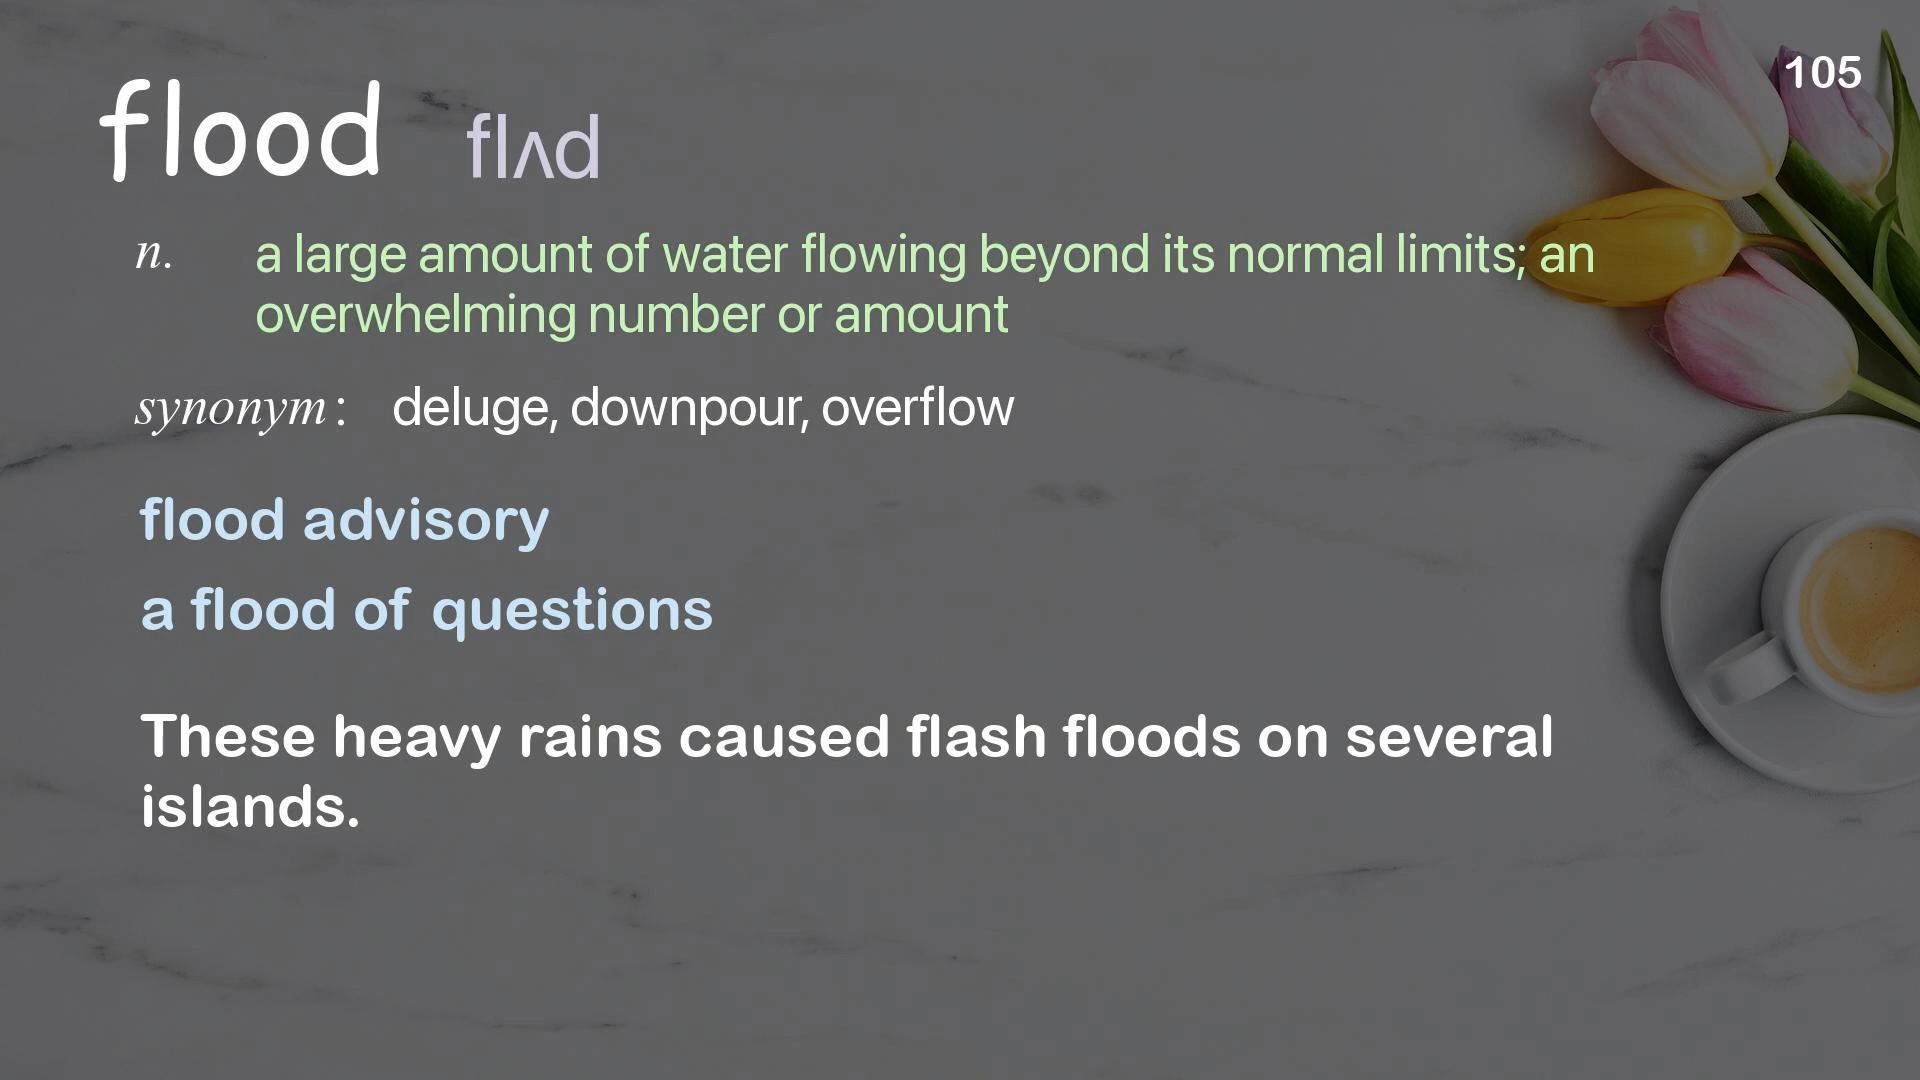 105
flood flʌd
n. a large amount of water flowing beyond its normal limits; an
overwhelming number or amount
synonym: deluge, downpour, overflow
flood advisory
a flood of questions
These heavy rains caused flash floods on several
islands.